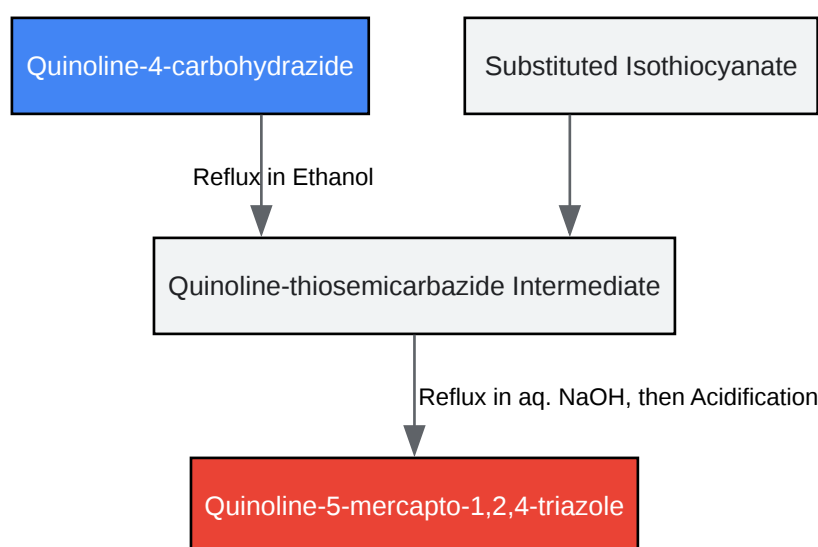 Quinoline-4-carbohydrazide
Substituted Isothiocyanate
Reflux in Ethanol
Quinoline-thiosemicarbazide Intermediate
Reflux in aq. NaOH, then Acidification
Quinoline-5-mercapto-1,2,4-triazole